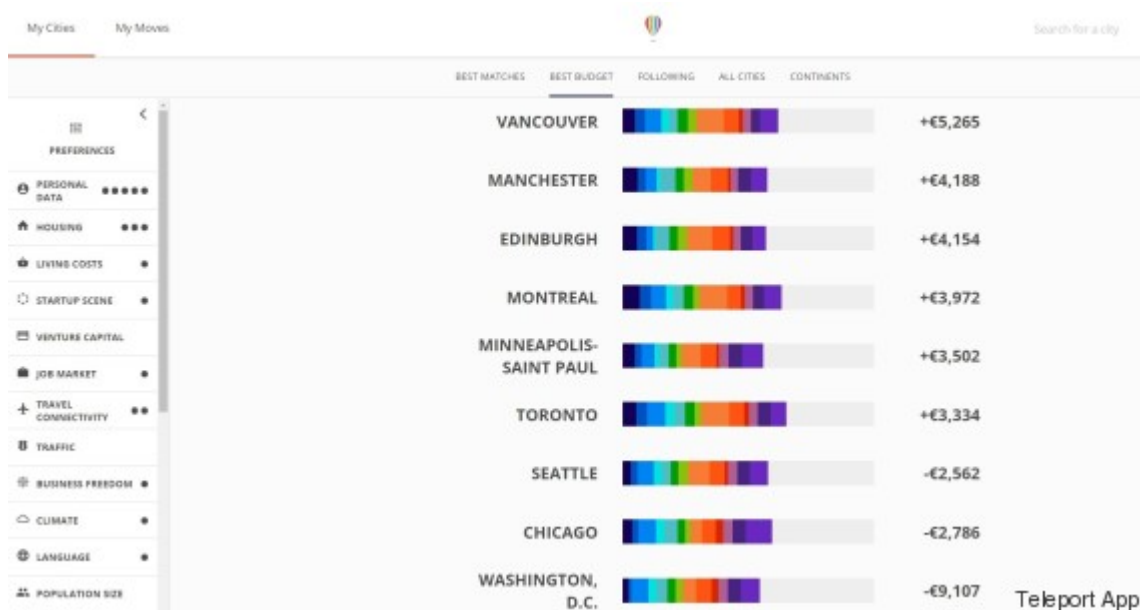 My Cities My Moves Search for a city
BEST MATCHES BEST BUDGET FOLLOWING ALL CITIES CONTINENTS
PREFERENCES
PERSONAL DATA
HOUSING
LIVING COSTS
STARTUP SCENE
VENTURE CAPITAL
JOB MARKET
TRAVEL CONNECTIVITY
TRAFFIC
BUSINESS FREEDOM
CLIMATE
LANGUAGE
POPULATION SIZE
VANCOUVER +€5,265
MANCHESTER +€4,188
EDINBURGH +€4,154
MONTREAL +€3,972
MINNEAPOLIS-
SAINT PAUL +€3,502
TORONTO +€3,334
SEATTLE -€2,562
CHICAGO -€2,786
WASHINGTON,
D.C. -€9,107
Teleport App